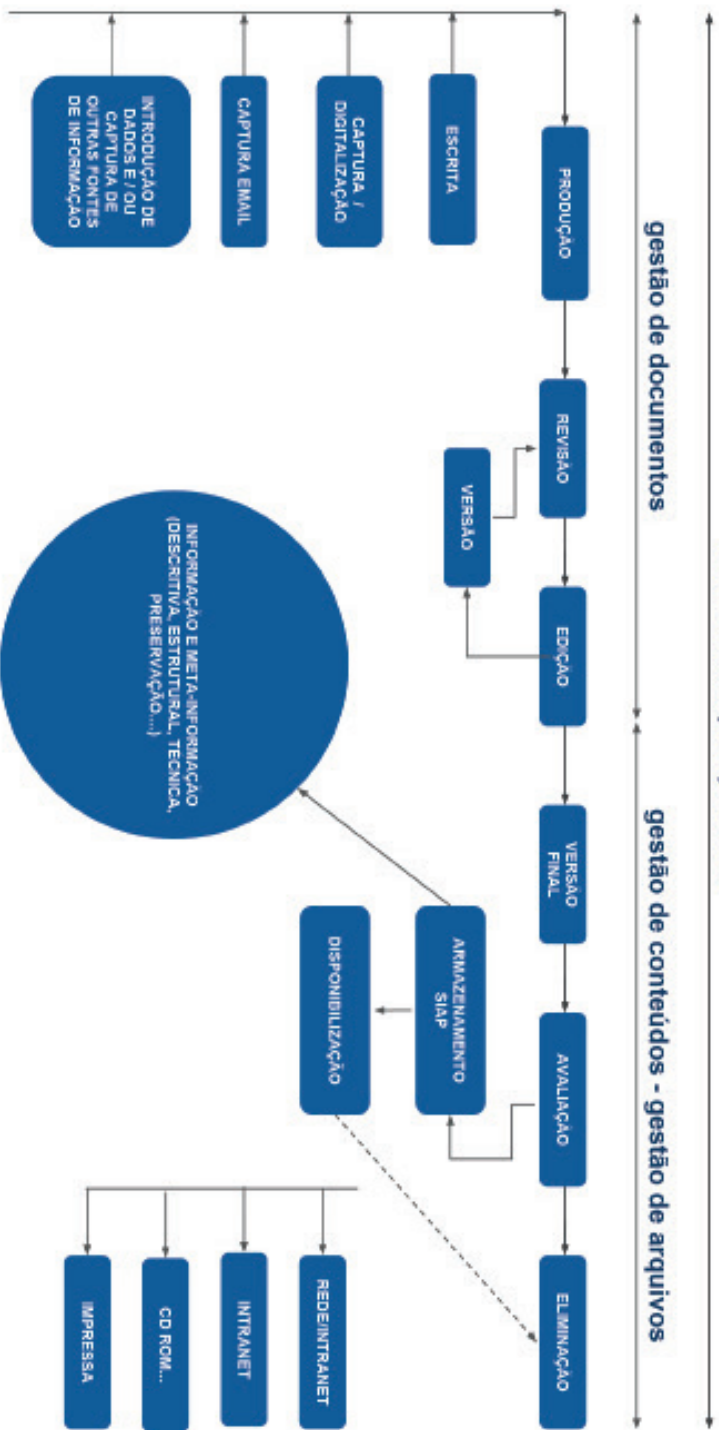 gestão de documentos
gestão de conteúdos - gestão de arquivos
PRODUÇÃO
REVISÃO
EDIÇÃO
VERSÃO
FINAL
AVALIAÇÃO
ELIMINAÇÃO
ESCRITA
VERSÃO
CAPTURA /
DIGITALIZAÇÃO
ARMAZENAMENTO
SIAP
CAPTURA EMAIL
DISPONIBILIZAÇÃO
INTRODUÇÃO DE
DADOS E / OU
CAPTURA DE
OUTRAS FONTES
DE INFORMAÇÃO
INFORMAÇÃO E META-INFORMAÇÃO
(DESCRITIVA, ESTRUTURAL, TECNICA,
PRESERVAÇÃO...)
REDE/INTRANET
INTRANET
CD ROM...
IMPRESSA